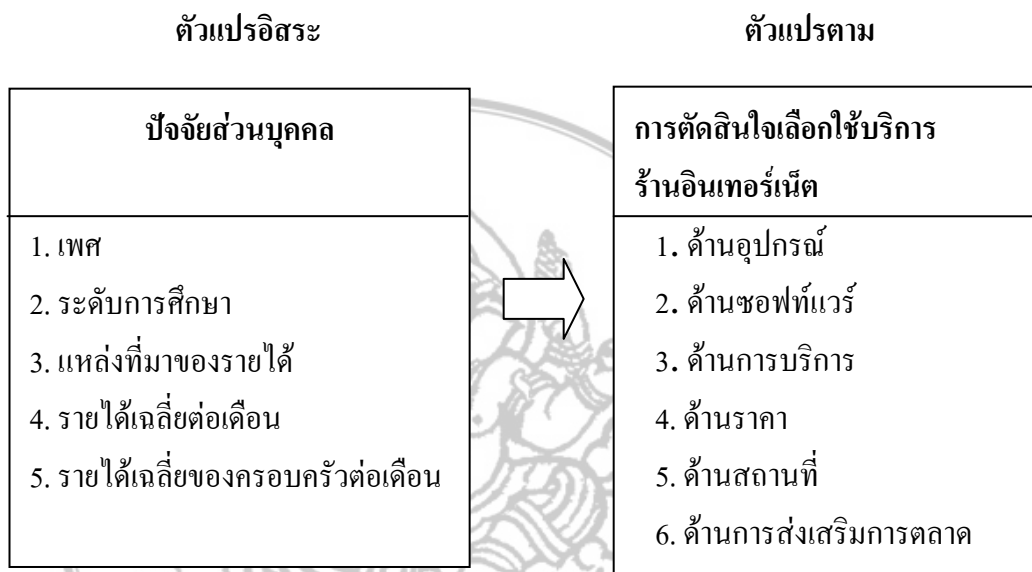 ตัวแปรอิสระ
ปัจจัยส่วนบุคคล
1. เพศ
2. ระดับการศึกษา
3. แหล่งที่มาของรายได้
4. รายได้เฉลี่ยต่อเดือน
5. รายได้เฉลี่ยของครอบครัวต่อเดือน
ตัวแปรตาม
การตัดสินใจเลือกใช้บริการ
ร้านอินเทอร์เน็ต
1. ด้านอุปกรณ์
2. ด้านซอฟท์แวร์
3. ด้านการบริการ
4. ด้านราคา
5. ด้านสถานที่
6. ด้านการส่งเสริมการตลาด